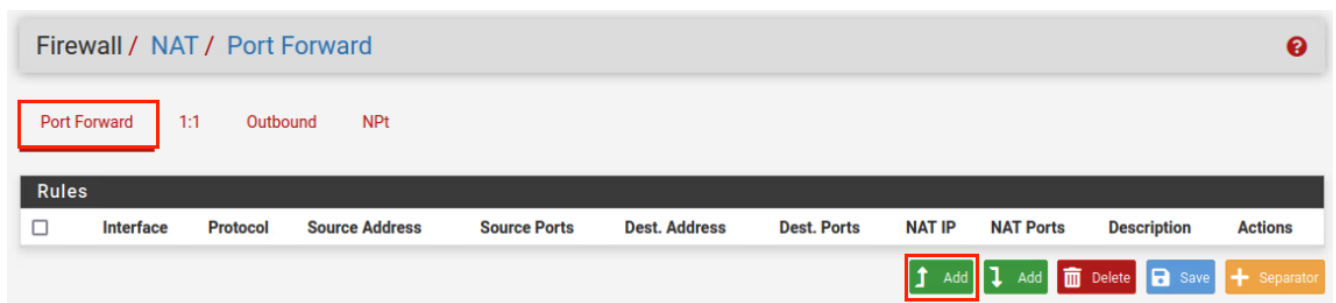 Firewall / NAT / Port Forward
Port Forward 1:1 Outbound NPt
Rules
Interface Protocol Source Address Source Ports Dest. Address Dest. Ports NAT IP NAT Ports Description Actions
Add Add Delete Save Separator